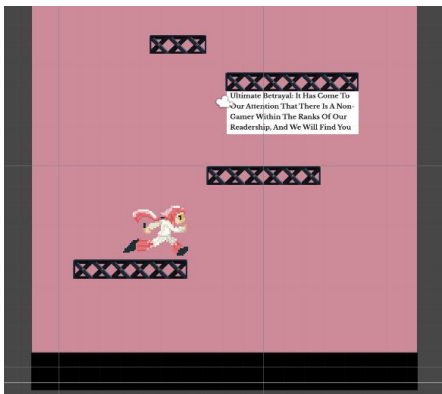 Ultimate Betrayal: It Has Come To
Our Attention That There Is A Non-
Gamer Within The Ranks Of Our
Readership, And We Will Find You